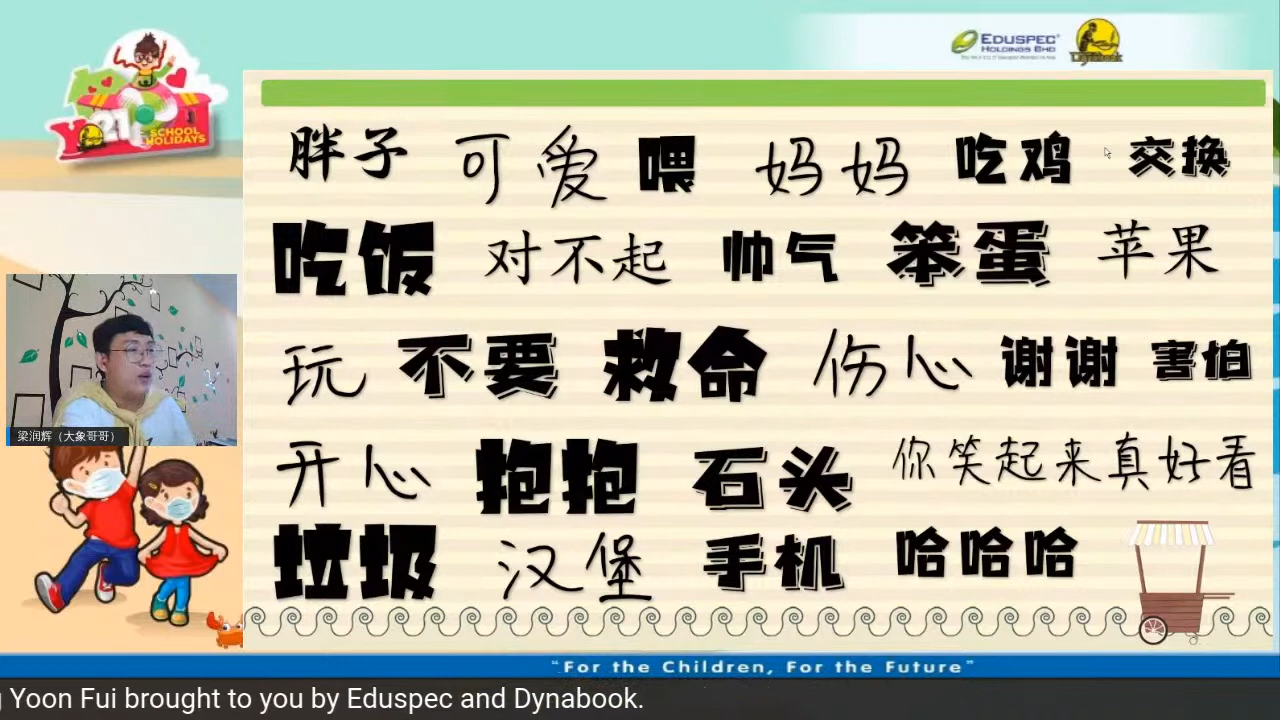 EDUSPEC
HOLDINGS BHD
Dynabook
YO 21 SCHOOL HOLIDAYS
胖子 可爱 喂 妈妈 吃鸡 交换
吃饭 对不起 帅气 笨蛋 苹果
玩 不要 救命 伤心 谢谢 害怕
开心 抱抱 石头 你笑起来真好看
垃圾 汉堡 手机 哈哈哈
梁润辉（大象哥哥）
"For the Children, For the Future"
Yoon Fui brought to you by Eduspec and Dynabook.